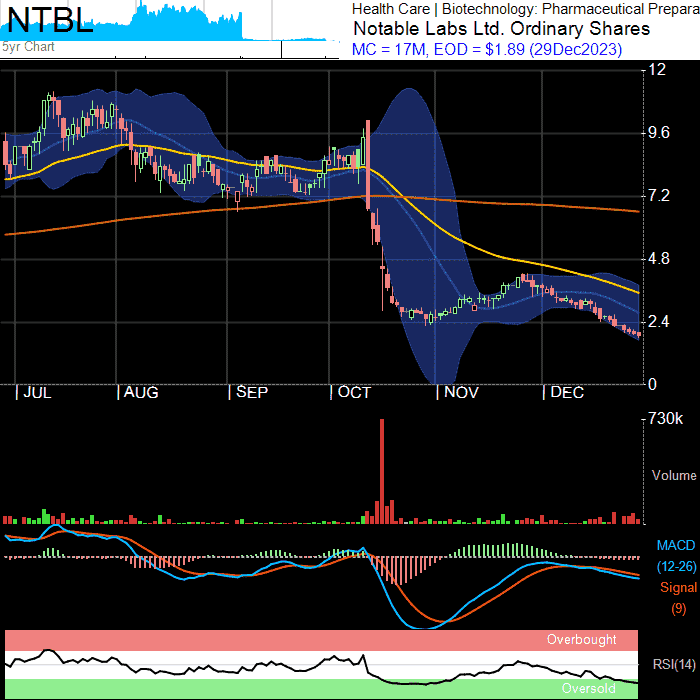 NTBL
5yr Chart
Health Care | Biotechnology: Pharmaceutical Prepara
Notable Labs Ltd. Ordinary Shares
MC = 17M, EOD = $1.89 (29Dec2023)
12
9.6
7.2
4.8
2.4
0
| JUL | AUG | SEP | OCT | NOV | DEC
730k
Volume
MACD
(12-26)
Signal
(9)
Overbought
RSI(14)
Oversold